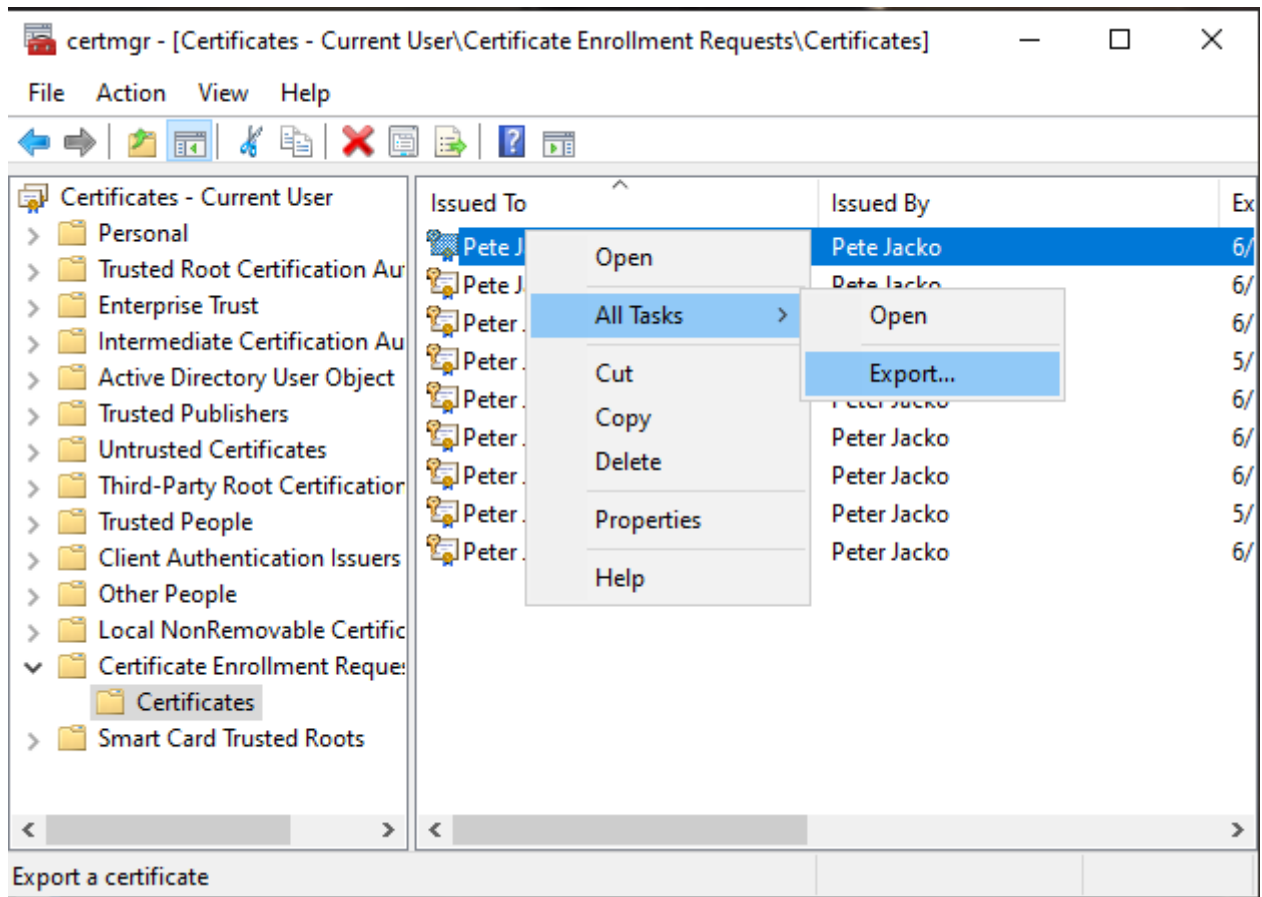 certmgr - [Certificates - Current User\Certificate Enrollment Requests\Certificates]
File Action View Help
Certificates - Current User
Personal
Trusted Root Certification Au
Enterprise Trust
Intermediate Certification Au
Active Directory User Object
Trusted Publishers
Untrusted Certificates
Third-Party Root Certification
Trusted People
Client Authentication Issuers
Other People
Local NonRemovable Certific
Certificate Enrollment Reques
Certificates
Smart Card Trusted Roots
Issued To Issued By Ex
Pete J Pete Jacko 6/
Pete J Pete Jacko 6/
Peter J 6/
Peter J 5/
Peter J Peter Jacko 6/
Peter J Peter Jacko 6/
Peter J Peter Jacko 6/
Peter J Peter Jacko 5/
Peter J Peter Jacko 6/
Open
All Tasks
Cut
Copy
Delete
Properties
Help
Open
Export...
Export a certificate